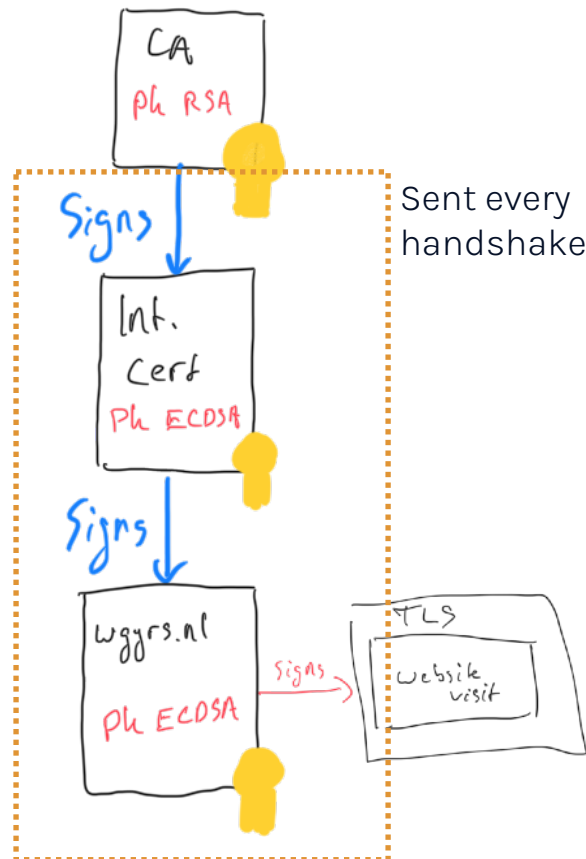 CA
Pk RSA
Signs
Sent every
handshake
Int.
Cert
Pk ECDSA
Signs
wggrs.nl
Pk ECDSA
signs
TLS
website
visit